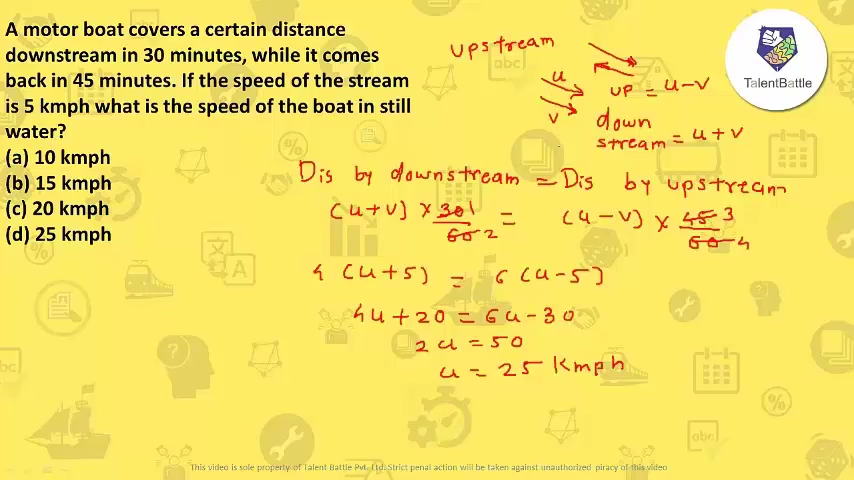 A motor boat covers a certain distance
downstream in 30 minutes, while it comes
back in 45 minutes. If the speed of the stream
is 5 kmph what is the speed of the boat in still
water?
(a) 10 kmph
(b) 15 kmph
(c) 20 kmph
(d) 25 kmph
upstream
u
v
up = u-v
down
stream = u+v
TalentBattle
Dis by downstream = Dis by upstream
(u+v) × 30 1 / 60 2 = (u-v) × 45 3 / 60 4
4 (u+5) = 6 (u-5)
4u+20 = 6u-30
2u = 50
u = 25 kmph
abc
A
abc
This video is sole property of Talent Battle Pvt. Ltd. Strict penal action will be taken against unauthorized piracy of this video